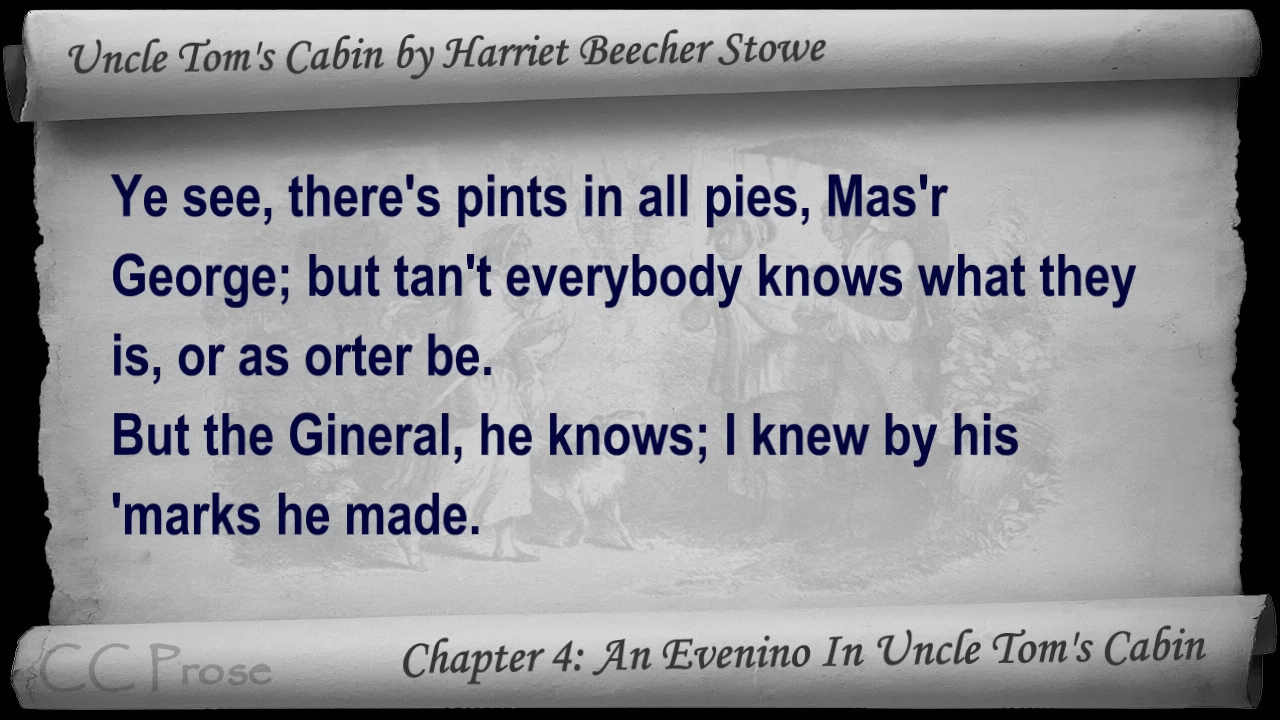 Uncle Tom's Cabin by Harriet Beecher Stowe
Ye see, there's pints in all pies, Mas'r
George; but tan't everybody knows what they
is, or as orter be.
But the Gineral, he knows; I knew by his
'marks he made.
CC Prose
Chapter 4: An Evenino In Uncle Tom's Cabin